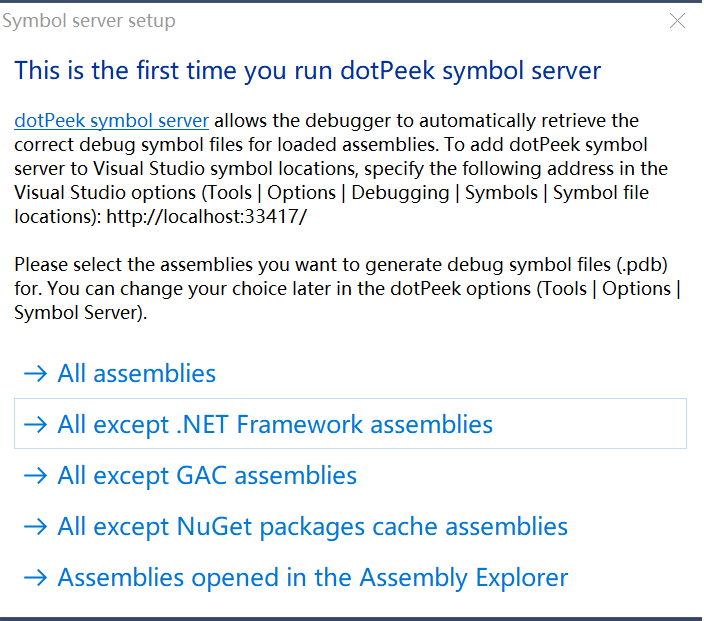 Symbol server setup
This is the first time you run dotPeek symbol server
dotPeek symbol server allows the debugger to automatically retrieve the
correct debug symbol files for loaded assemblies. To add dotPeek symbol
server to Visual Studio symbol locations, specify the following address in the
Visual Studio options (Tools | Options | Debugging | Symbols | Symbol file
locations): http://localhost:33417/
Please select the assemblies you want to generate debug symbol files (.pdb)
for. You can change your choice later in the dotPeek options (Tools | Options |
Symbol Server).
→ All assemblies
→ All except .NET Framework assemblies
→ All except GAC assemblies
→ All except NuGet packages cache assemblies
→ Assemblies opened in the Assembly Explorer